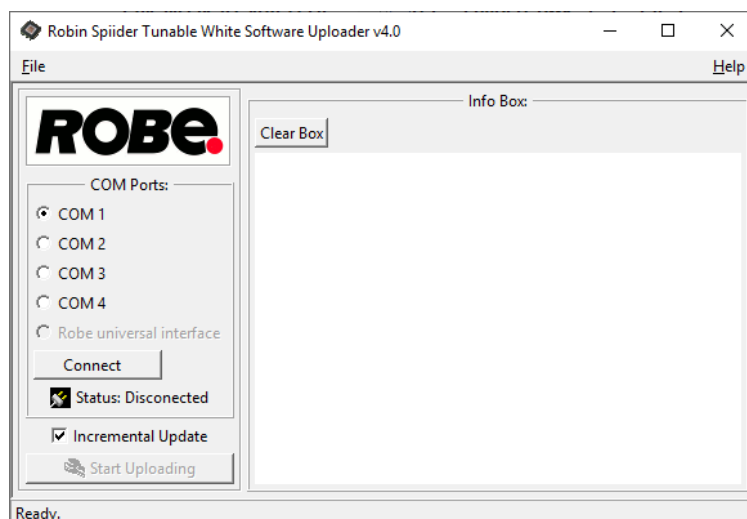 Robin Spiider Tunable White Software Uploader v4.0
File
Help
ROBE.
COM Ports:
COM 1
COM 2
COM 3
COM 4
Robe universal interface
Connect
Status: Disconected
Incremental Update
Start Uploading
Info Box:
Clear Box
Ready.